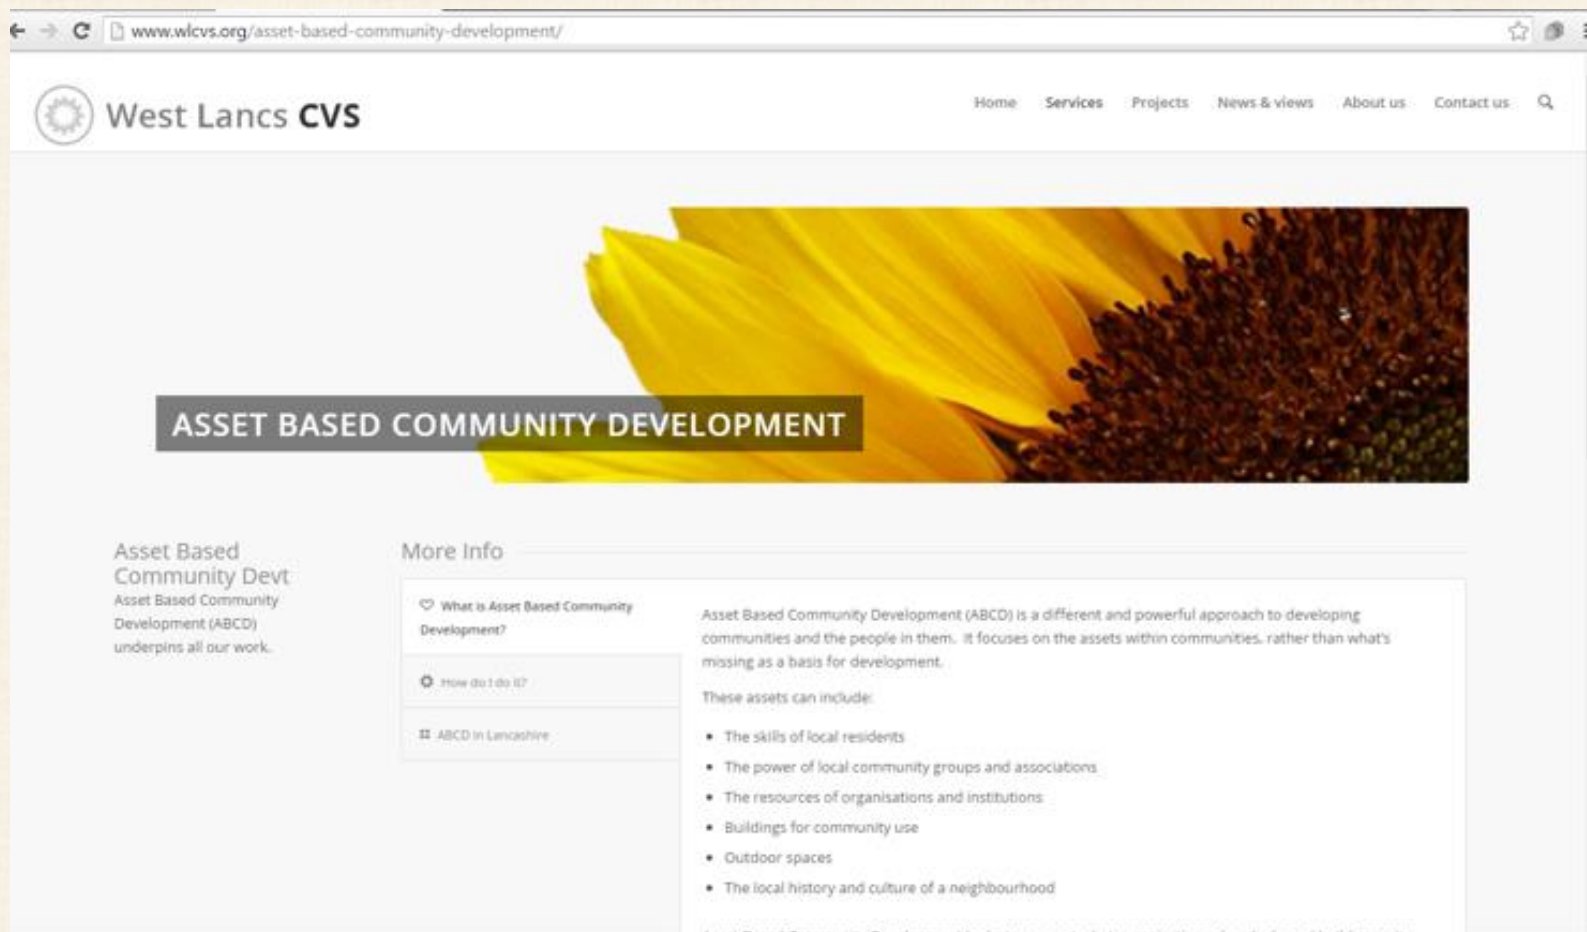 www.wlcvs.org/asset-based-community-development/
West Lancs CVS
Home Services Projects News & views About us Contact us
ASSET BASED COMMUNITY DEVELOPMENT
Asset Based
Community Devt
Asset Based Community
Development (ABCD)
underpins all our work.
More Info
What is Asset Based Community
Development?
How do I do it?
ABCD in Lancashire
Asset Based Community Development (ABCD) is a different and powerful approach to developing
communities and the people in them. It focuses on the assets within communities, rather than what's
missing as a basis for development.
These assets can include:
• The skills of local residents
• The power of local community groups and associations
• The resources of organisations and institutions
• Buildings for community use
• Outdoor spaces
• The local history and culture of a neighbourhood